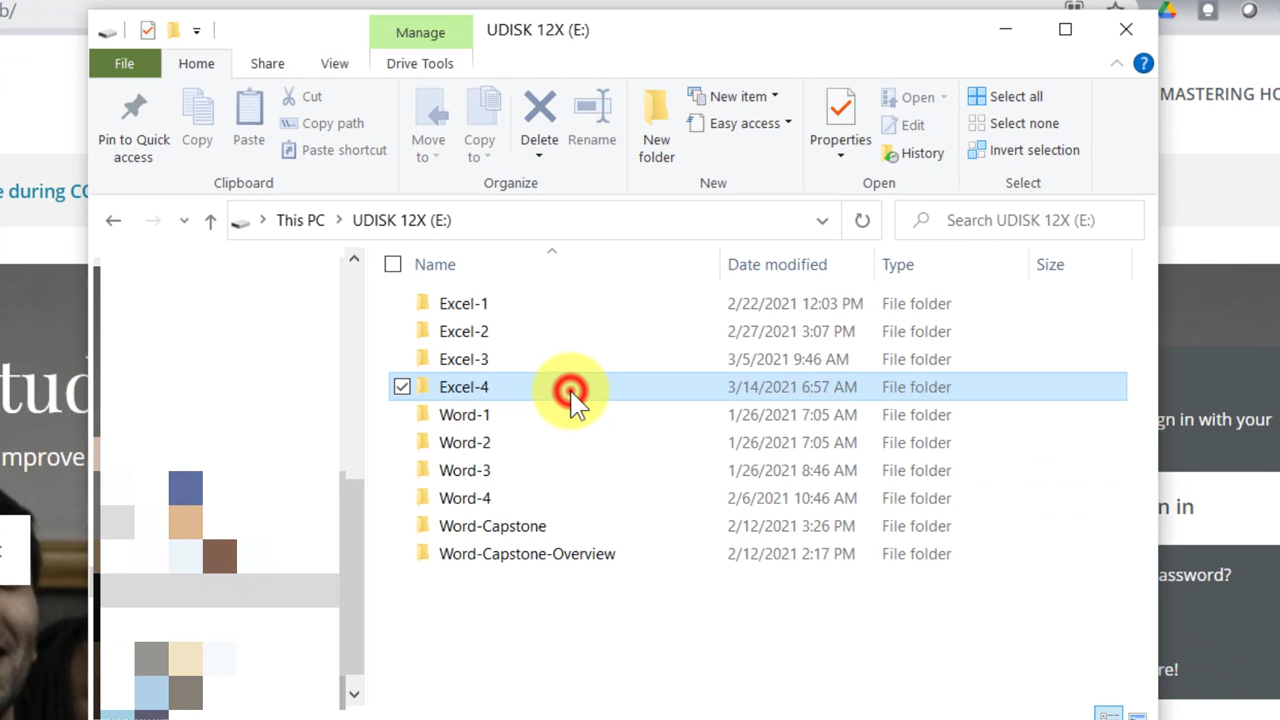 b/
Manage
UDISK 12X (E:)
File
Home
Share
View
Drive Tools
Pin to Quick access
Copy
Paste
Cut
Copy path
Paste shortcut
Clipboard
Move to
Copy to
Delete
Rename
Organize
New folder
New item
Easy access
New
Properties
Open
Edit
History
Open
Select all
Select none
Invert selection
Select
MASTERING HO
e during CO
This PC
UDISK 12X (E:)
Search UDISK 12X (E:)
Name
Date modified
Type
Size
Excel-1 2/22/2021 12:03 PM File folder
Excel-2 2/27/2021 3:07 PM File folder
Excel-3 3/5/2021 9:46 AM File folder
Excel-4 3/14/2021 6:57 AM File folder
Word-1 1/26/2021 7:05 AM File folder
Word-2 1/26/2021 7:05 AM File folder
Word-3 1/26/2021 8:46 AM File folder
Word-4 2/6/2021 10:46 AM File folder
Word-Capstone 2/12/2021 3:26 PM File folder
Word-Capstone-Overview 2/12/2021 2:17 PM File folder
tud
mprove
gn in with your
n in
assword?
re!